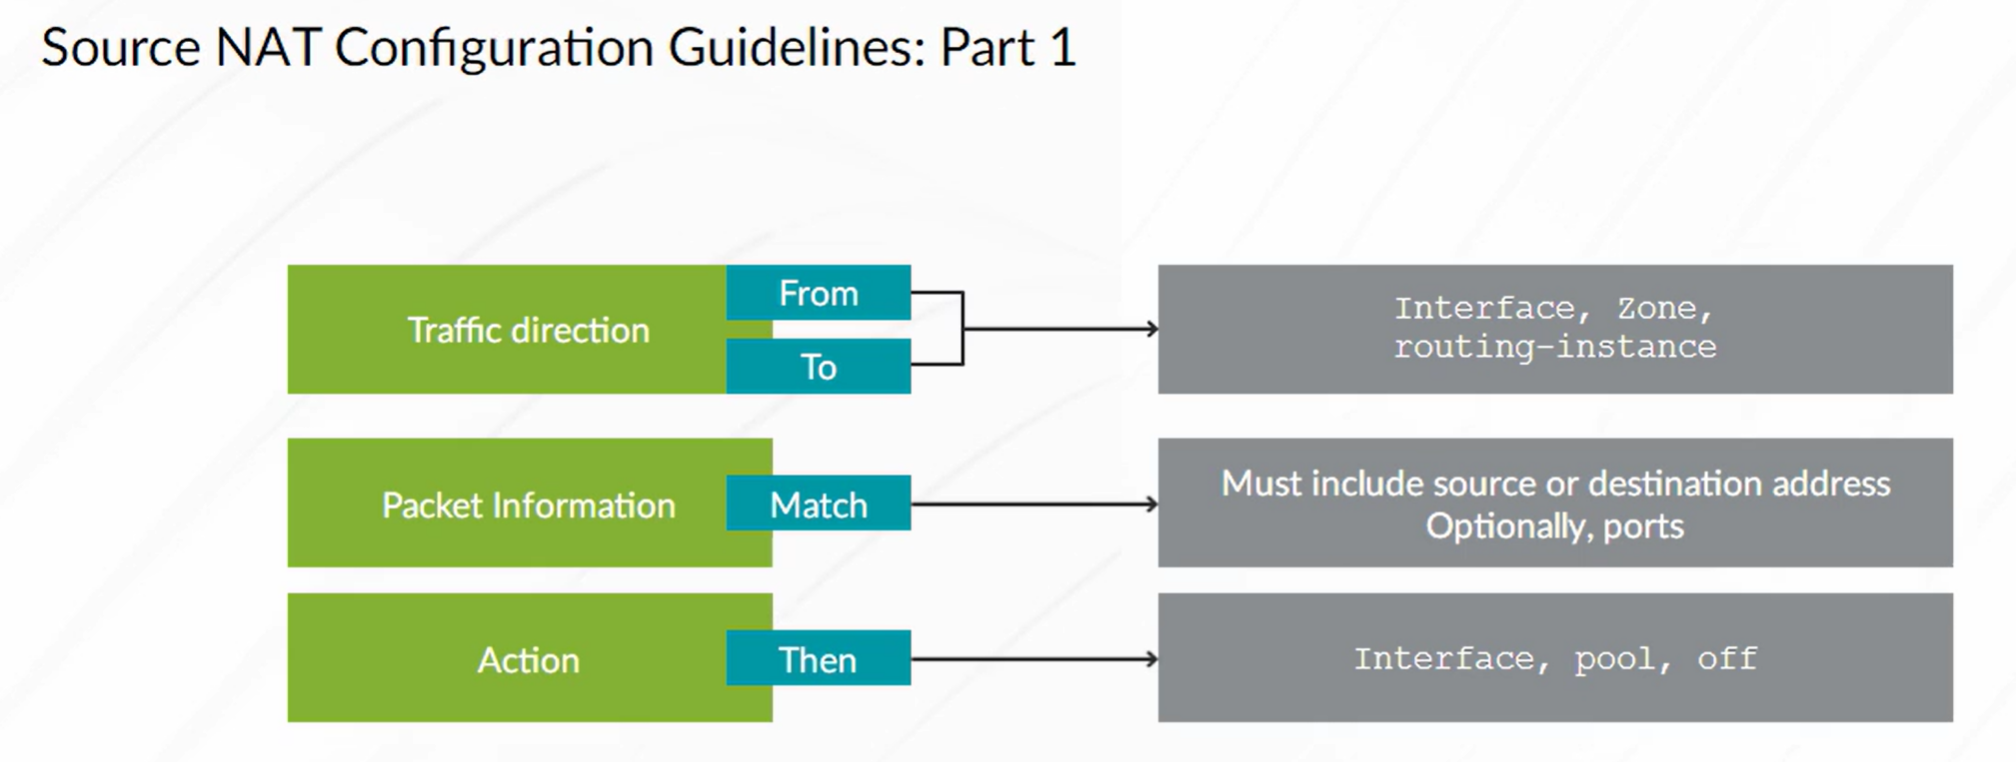 Source NAT Configuration Guidelines: Part 1
Traffic direction
From
To
Interface, Zone,
routing-instance
Packet Information
Match
Must include source or destination address
Optionally, ports
Action
Then
Interface, pool, off